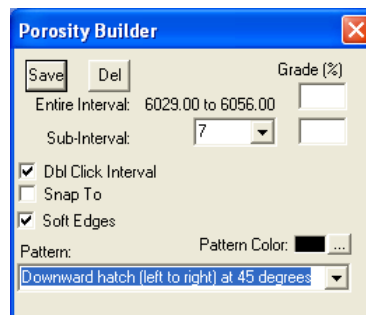 Porosity Builder
Save Del Grade (%)
Entire Interval: 6029.00 to 6056.00
Sub-Interval: 7
Dbl Click Interval
Snap To
Soft Edges
Pattern: Pattern Color: ...
Downward hatch (left to right) at 45 degrees